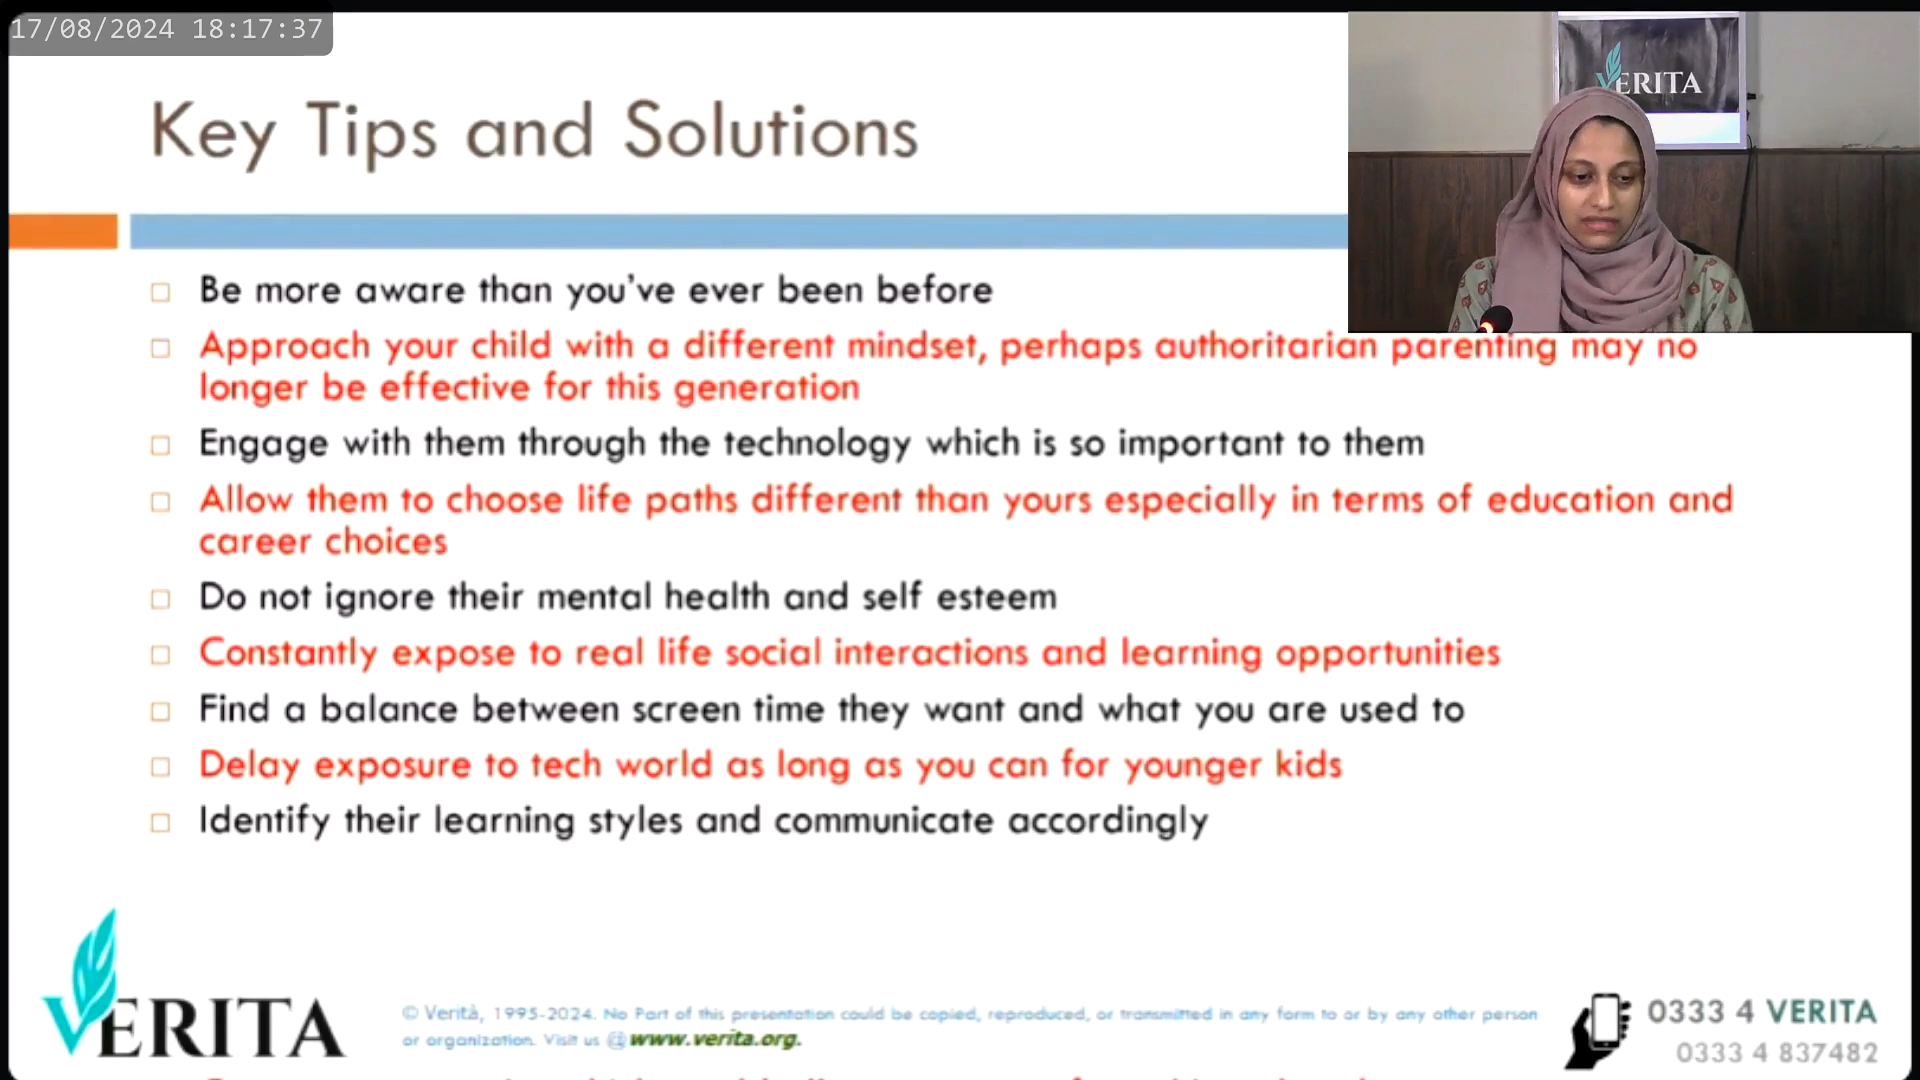 17/08/2024 18:17:37
VERITA
Key Tips and Solutions
Be more aware than you've ever been before
Approach your child with a different mindset, perhaps authoritarian parenting may no
longer be effective for this generation
Engage with them through the technology which is so important to them
Allow them to choose life paths different than yours especially in terms of education and
career choices
Do not ignore their mental health and self esteem
Constantly expose to real life social interactions and learning opportunities
Find a balance between screen time they want and what you are used to
Delay exposure to tech world as long as you can for younger kids
Identify their learning styles and communicate accordingly
VERITA
© Verità, 1995-2024. No Part of this presentation could be copied, reproduced, or transmitted in any form to or by any other person
or organization. Visit us @www.verita.org.
0333 4 VERITA
0333 4 837482